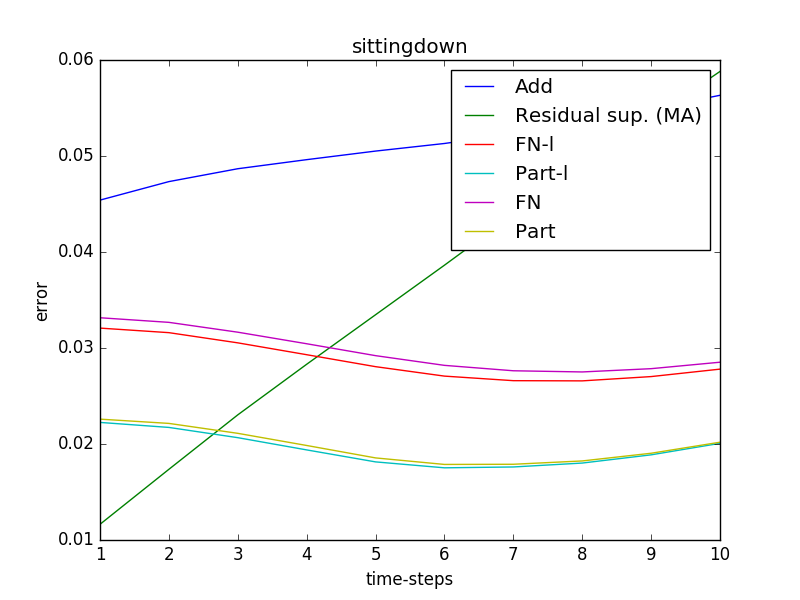 sittingdown
0.06
0.05
0.04
0.03
0.02
0.01
error
Add
Residual sup. (MA)
FN-l
Part-l
FN
Part
1 2 3 4 5 6 7 8 9 10
time-steps